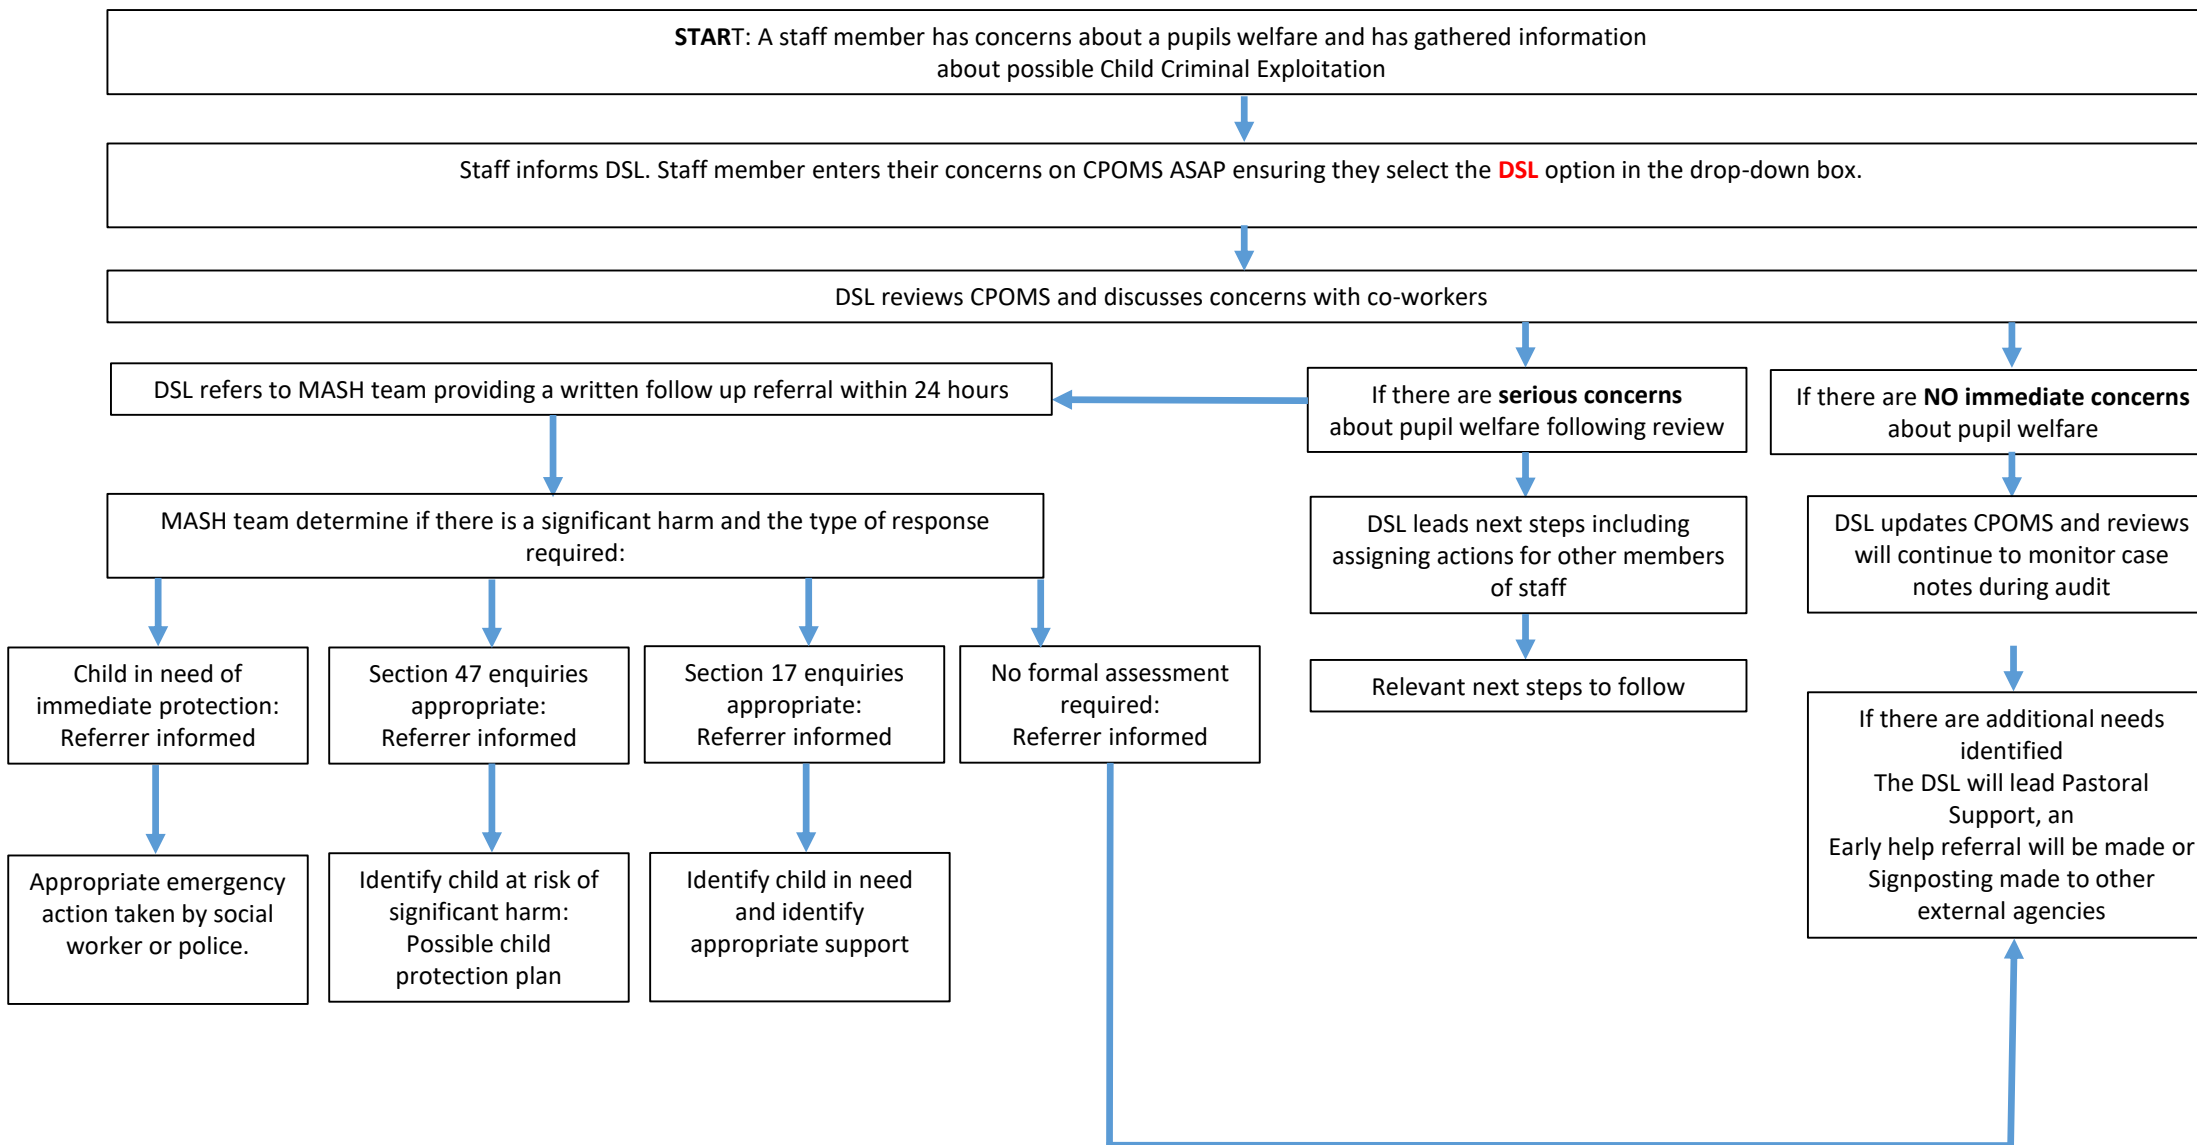 START: A staff member has concerns about a pupils welfare and has gathered information
about possible Child Criminal Exploitation
Staff informs DSL. Staff member enters their concerns on CPOMS ASAP ensuring they select the DSL option in the drop-down box.
DSL reviews CPOMS and discusses concerns with co-workers
DSL refers to MASH team providing a written follow up referral within 24 hours
If there are serious concerns
about pupil welfare following review
If there are NO immediate concerns
about pupil welfare
MASH team determine if there is a significant harm and the type of response
required:
DSL leads next steps including
assigning actions for other members
of staff
DSL updates CPOMS and reviews
will continue to monitor case
notes during audit
Child in need of
immediate protection:
Referrer informed
Section 47 enquiries
appropriate:
Referrer informed
Section 17 enquiries
appropriate:
Referrer informed
No formal assessment
required:
Referrer informed
Relevant next steps to follow
If there are additional needs
identified
The DSL will lead Pastoral
Support, an
Early help referral will be made or
Signposting made to other
external agencies
Appropriate emergency
action taken by social
worker or police.
Identify child at risk of
significant harm:
Possible child
protection plan
Identify child in need
and identify
appropriate support